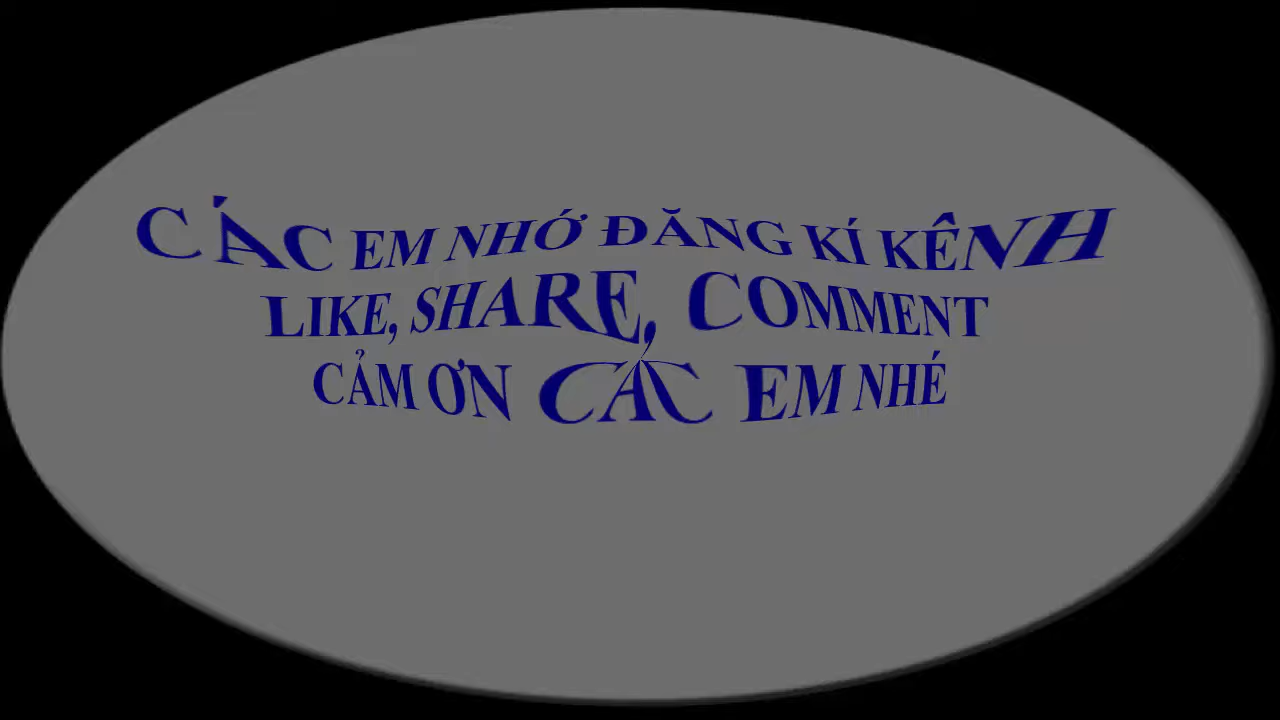 CÁC EM NHỚ ĐĂNG KÍ KÊNH
LIKE, SHARE, COMMENT
CẢM ƠN CÁC EM NHÉ